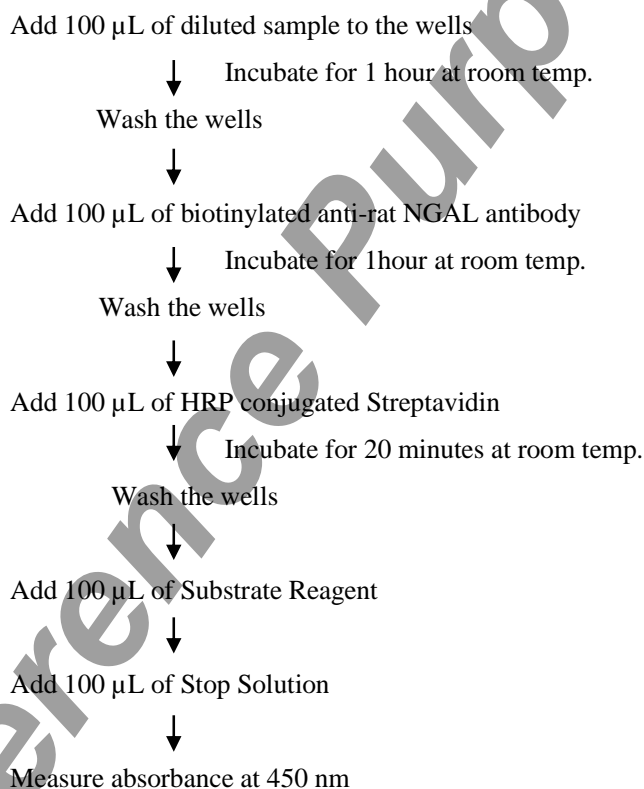 Add 100 µL of diluted sample to the wells
Incubate for 1 hour at room temp.
Wash the wells
Add 100 µL of biotinylated anti-rat NGAL antibody
Incubate for 1hour at room temp.
Wash the wells
Add 100 µL of HRP conjugated Streptavidin
Incubate for 20 minutes at room temp.
Wash the wells
Add 100 µL of Substrate Reagent
Add 100 µL of Stop Solution
Measure absorbance at 450 nm
erence Purp